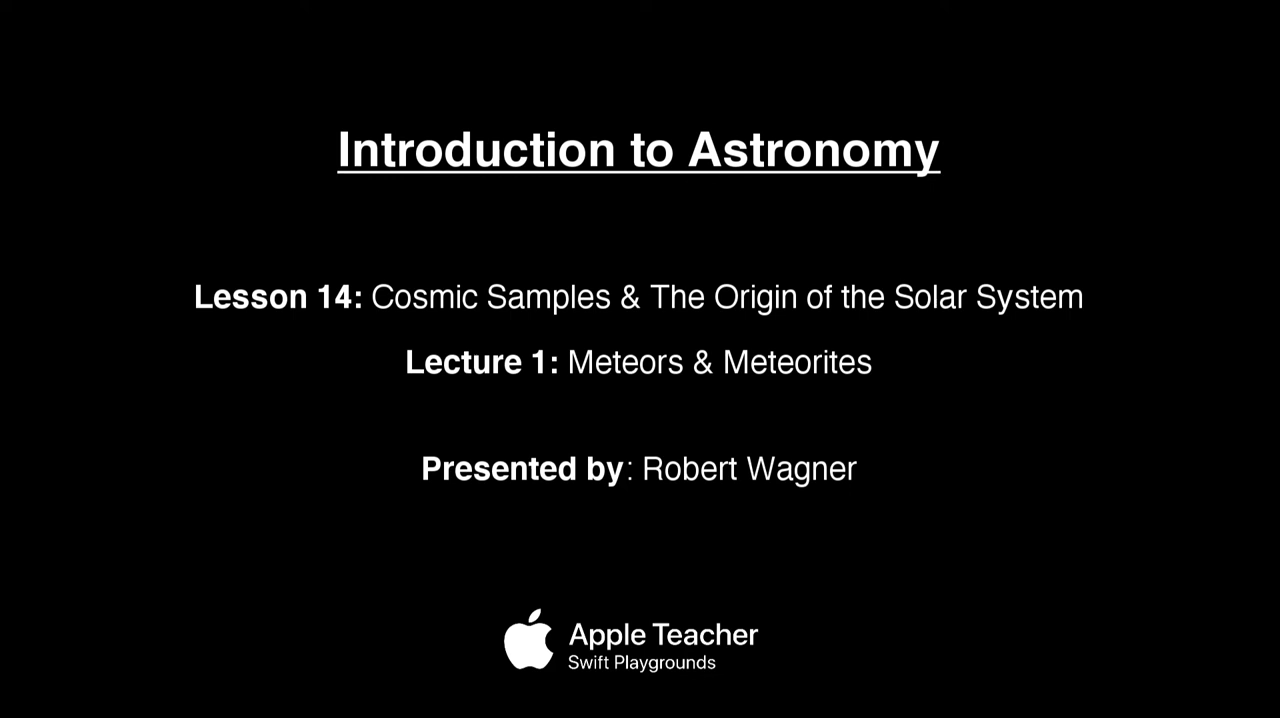 Introduction to Astronomy
Lesson 14: Cosmic Samples & The Origin of the Solar System
Lecture 1: Meteors & Meteorites
Presented by: Robert Wagner
Apple Teacher
Swift Playgrounds